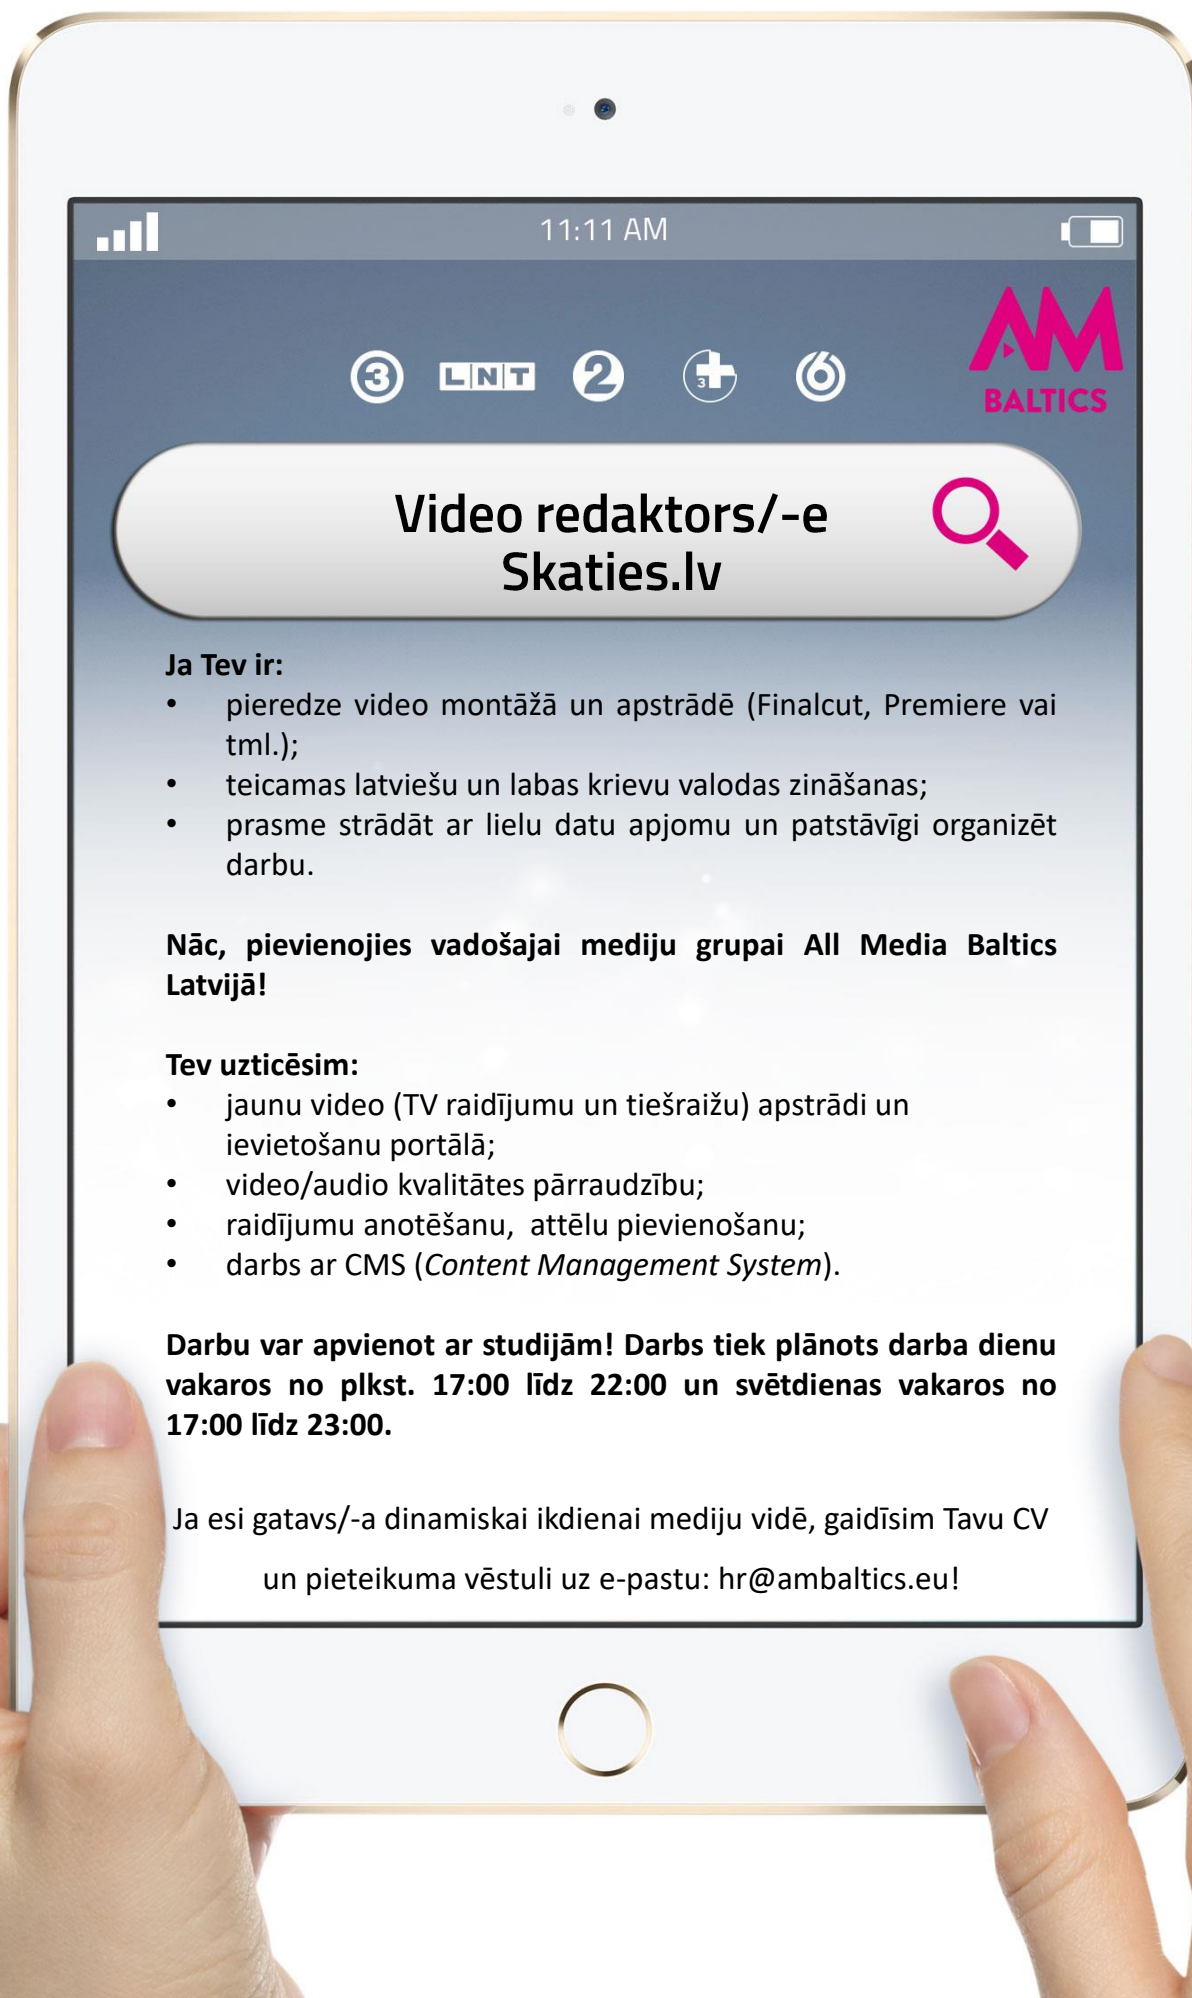 11:11 AM
3 LNT 2 3 6
AM
BALTICS
Video redaktors/-e
Skaties.lv
Ja Tev ir:
• pieredze video montāžā un apstrādē (Finalcut, Premiere vai
tml.);
• teicamas latviešu un labas krievu valodas zināšanas;
• prasme strādāt ar lielu datu apjomu un patstāvīgi organizēt
darbu.
Nāc, pievienojies vadošajai mediju grupai All Media Baltics
Latvijā!
Tev uzticēsim:
• jaunu video (TV raidījumu un tiešraižu) apstrādi un
ievietošanu portālā;
• video/audio kvalitātes pārraudzību;
• raidījumu anotēšanu, attēlu pievienošanu;
• darbs ar CMS (Content Management System).
Darbu var apvienot ar studijām! Darbs tiek plānots darba dienu
vakaros no plkst. 17:00 līdz 22:00 un svētdienas vakaros no
17:00 līdz 23:00.
Ja esi gatavs/-a dinamiskai ikdienai mediju vidē, gaidīsim Tavu CV
un pieteikuma vēstuli uz e-pastu: hr@ambaltics.eu!